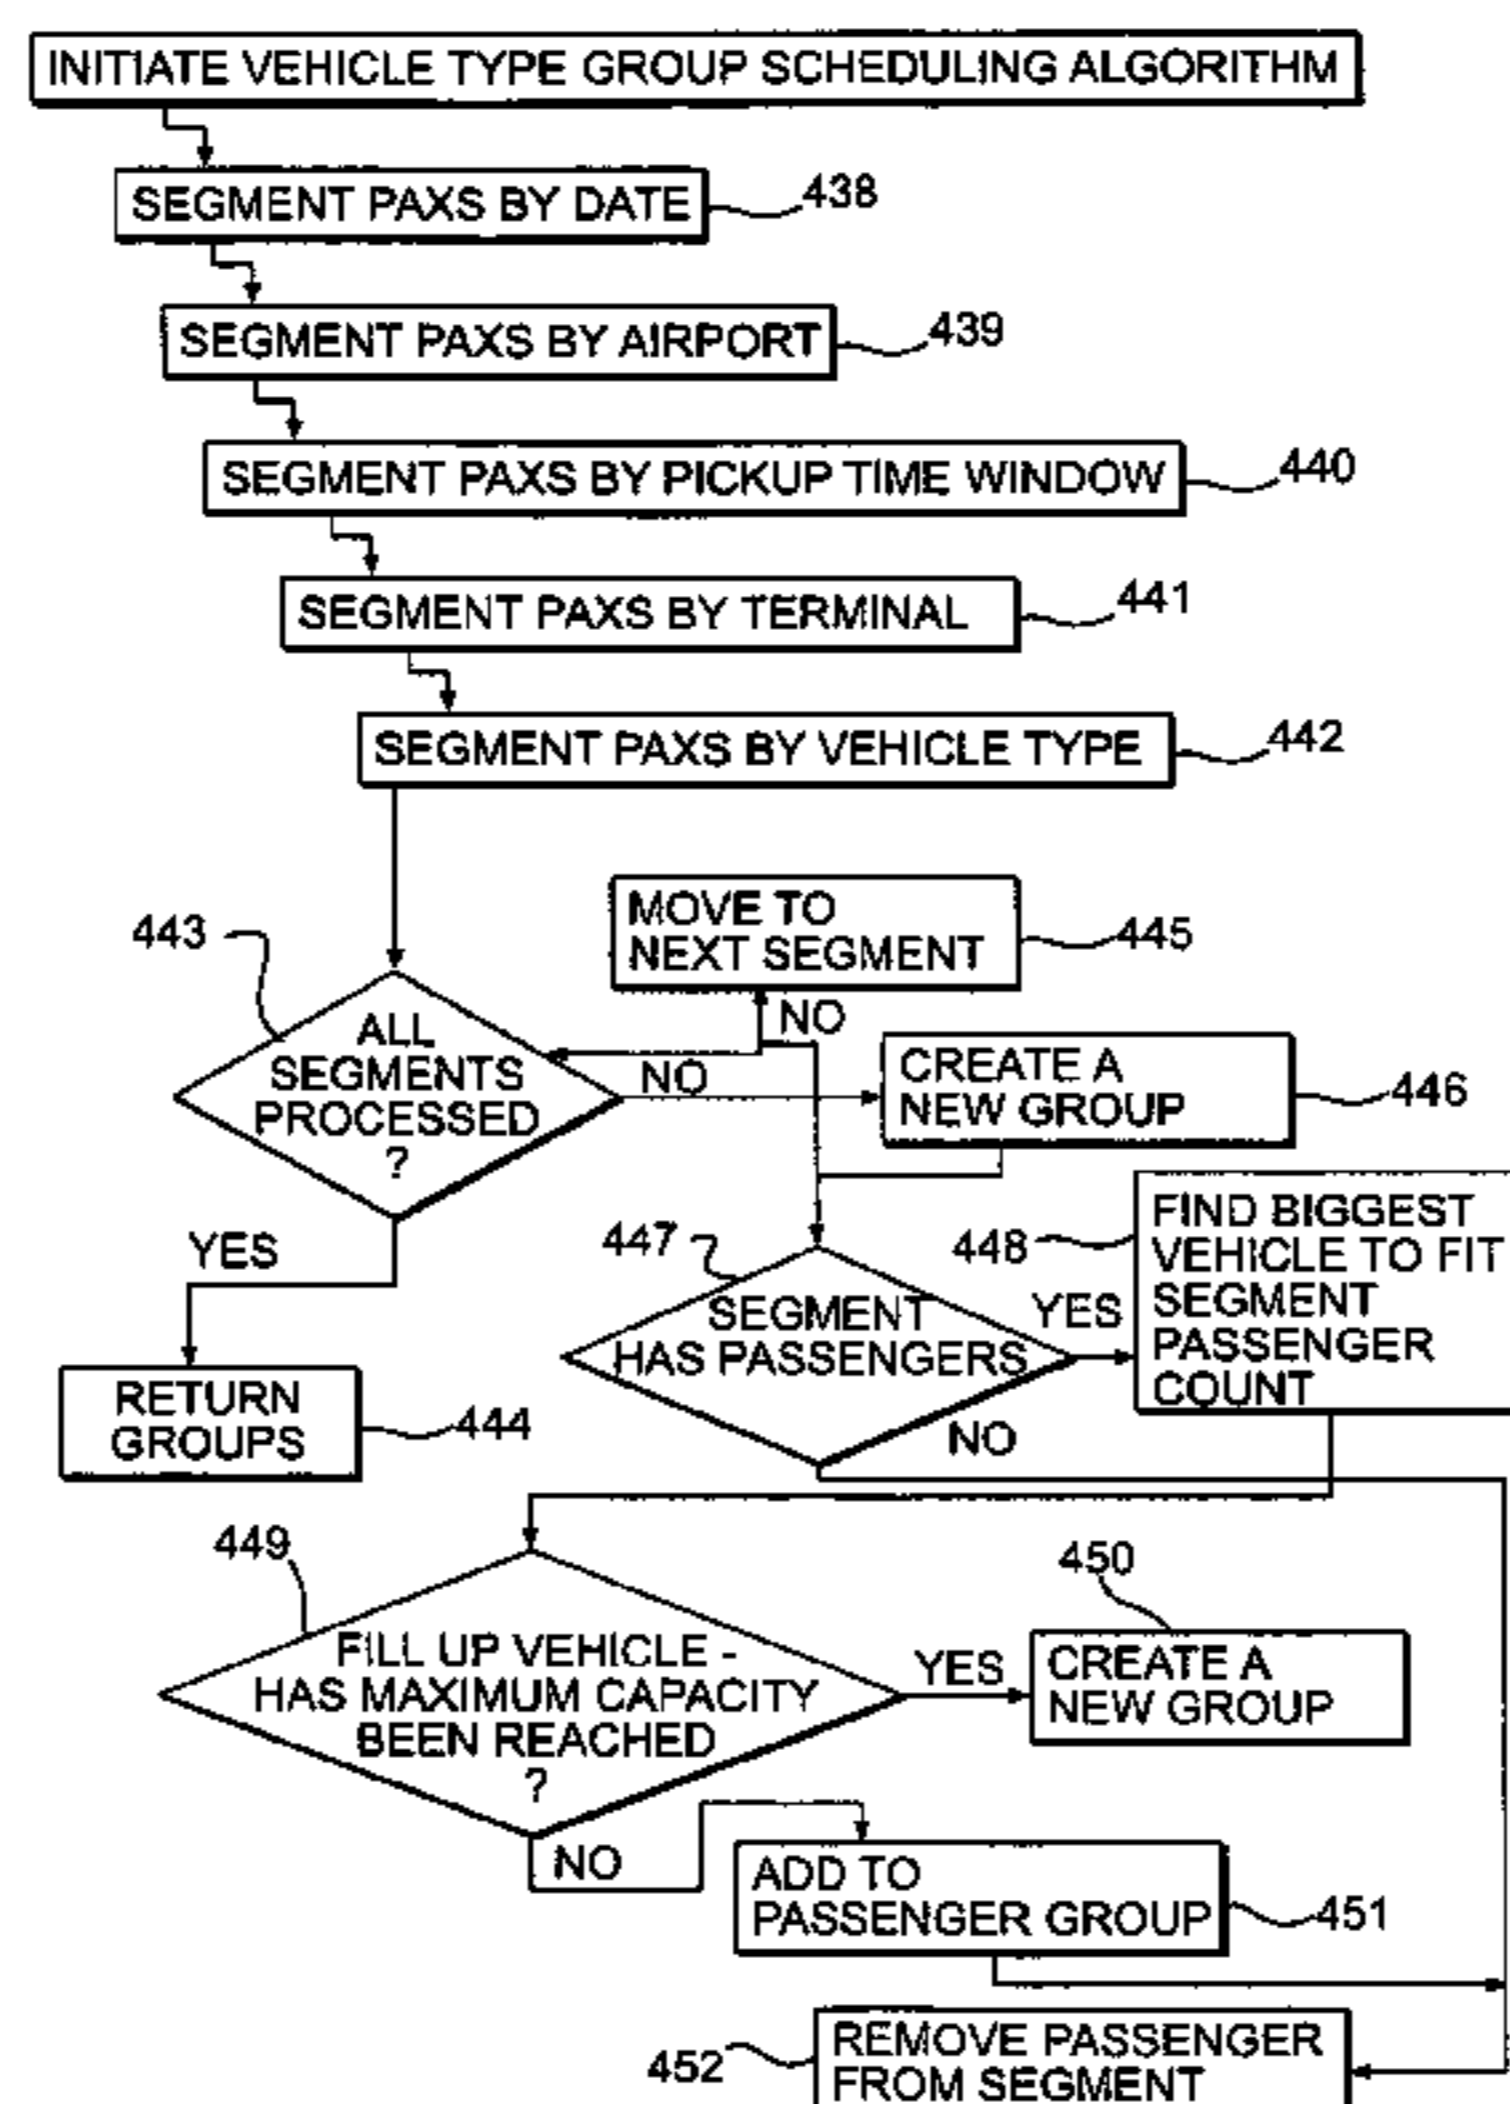 INITIATE VEHICLE TYPE GROUP SCHEDULING ALGORITHM
SEGMENT PAXS BY DATE
438
SEGMENT PAXS BY AIRPORT
439
SEGMENT PAXS BY PICKUP TIME WINDOW
440
SEGMENT PAXS BY TERMINAL
441
SEGMENT PAXS BY VEHICLE TYPE
442
443
ALL
SEGMENTS
PROCESSED
?
MOVE TO
NEXT SEGMENT
445
NO
NO
CREATE A
NEW GROUP
446
YES
RETURN
GROUPS
444
447
SEGMENT
HAS PASSENGERS
YES
NO
448
FIND BIGGEST
VEHICLE TO FIT
SEGMENT
PASSENGER
COUNT
449
FILL UP VEHICLE -
HAS MAXIMUM CAPACITY
BEEN REACHED
?
YES
450
CREATE A
NEW GROUP
NO
ADD TO
PASSENGER GROUP
451
452
REMOVE PASSENGER
FROM SEGMENT